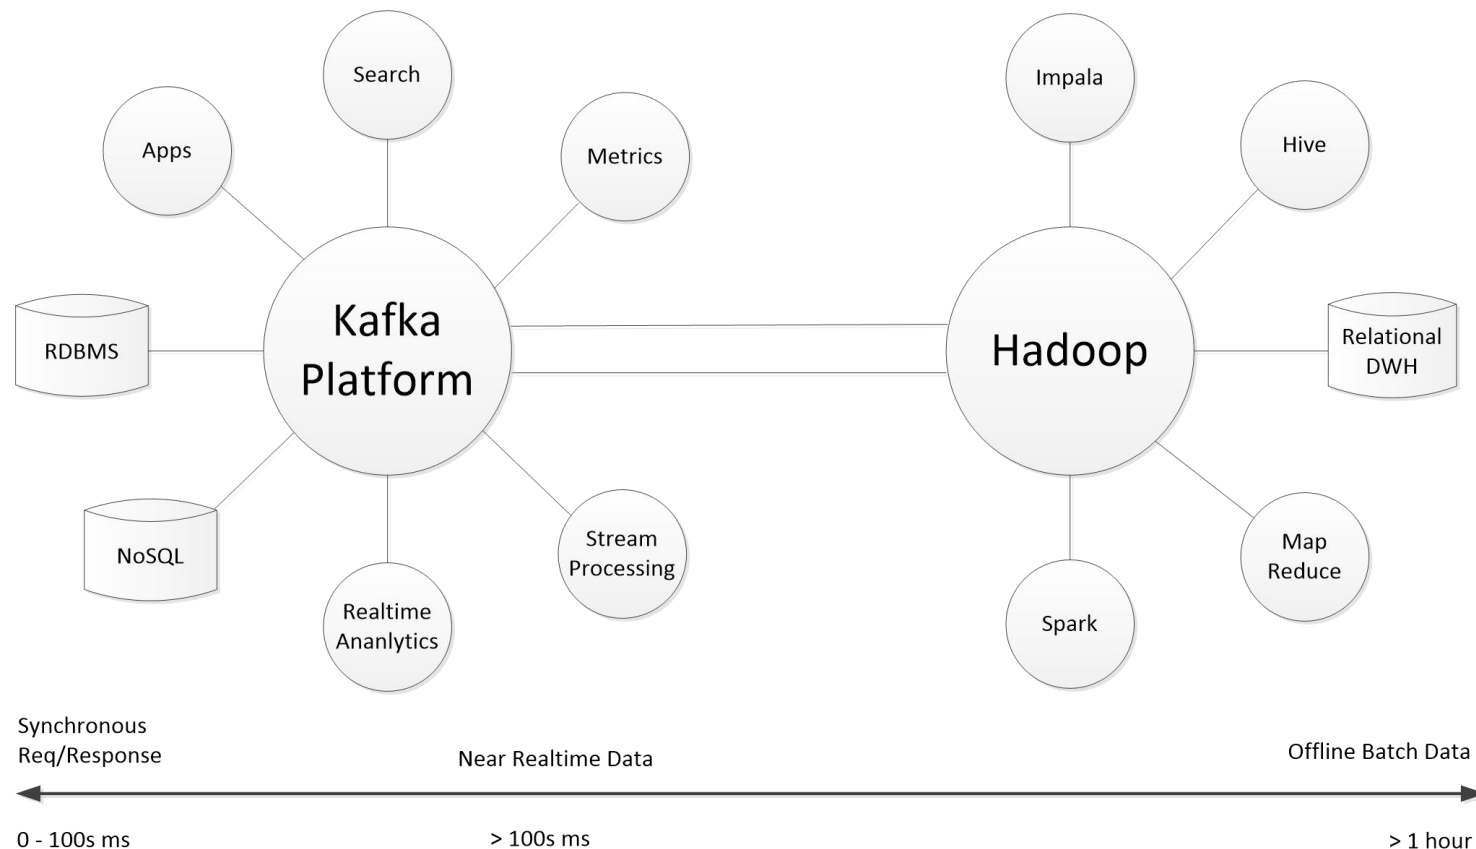 Search
Impala
Apps
Metrics
Hive
Kafka
Platform
Hadoop
RDBMS
Relational
DWH
NoSQL
Stream
Processing
Map
Reduce
Realtime
Ananlytics
Spark
Synchronous
Req/Response
Near Realtime Data
Offline Batch Data
0 - 100s ms
> 100s ms
> 1 hour